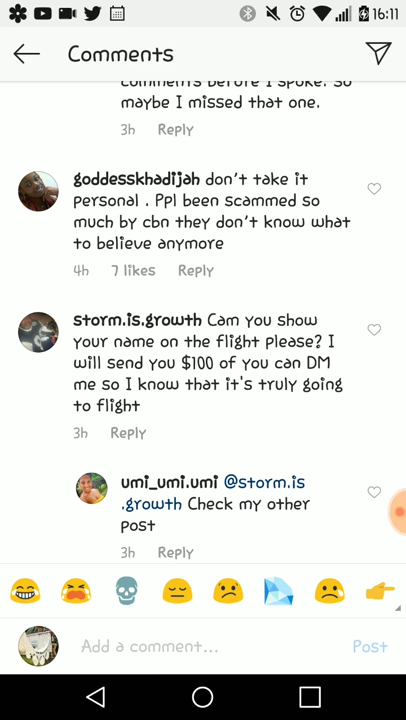 16:11
Comments
comments before I spoke. So
maybe I missed that one.
3h Reply
goddesskhadijah don't take it
personal . Ppl been scammed so
much by cbn they don't know what
to believe anymore
4h 7 likes Reply
storm.is.growth Cam you show
your name on the flight please? I
will send you $100 of you can DM
me so I know that it's truly going
to flight
3h Reply
umi_umi.umi @storm.is
.growth Check my other
post
3h Reply
Add a comment... Post